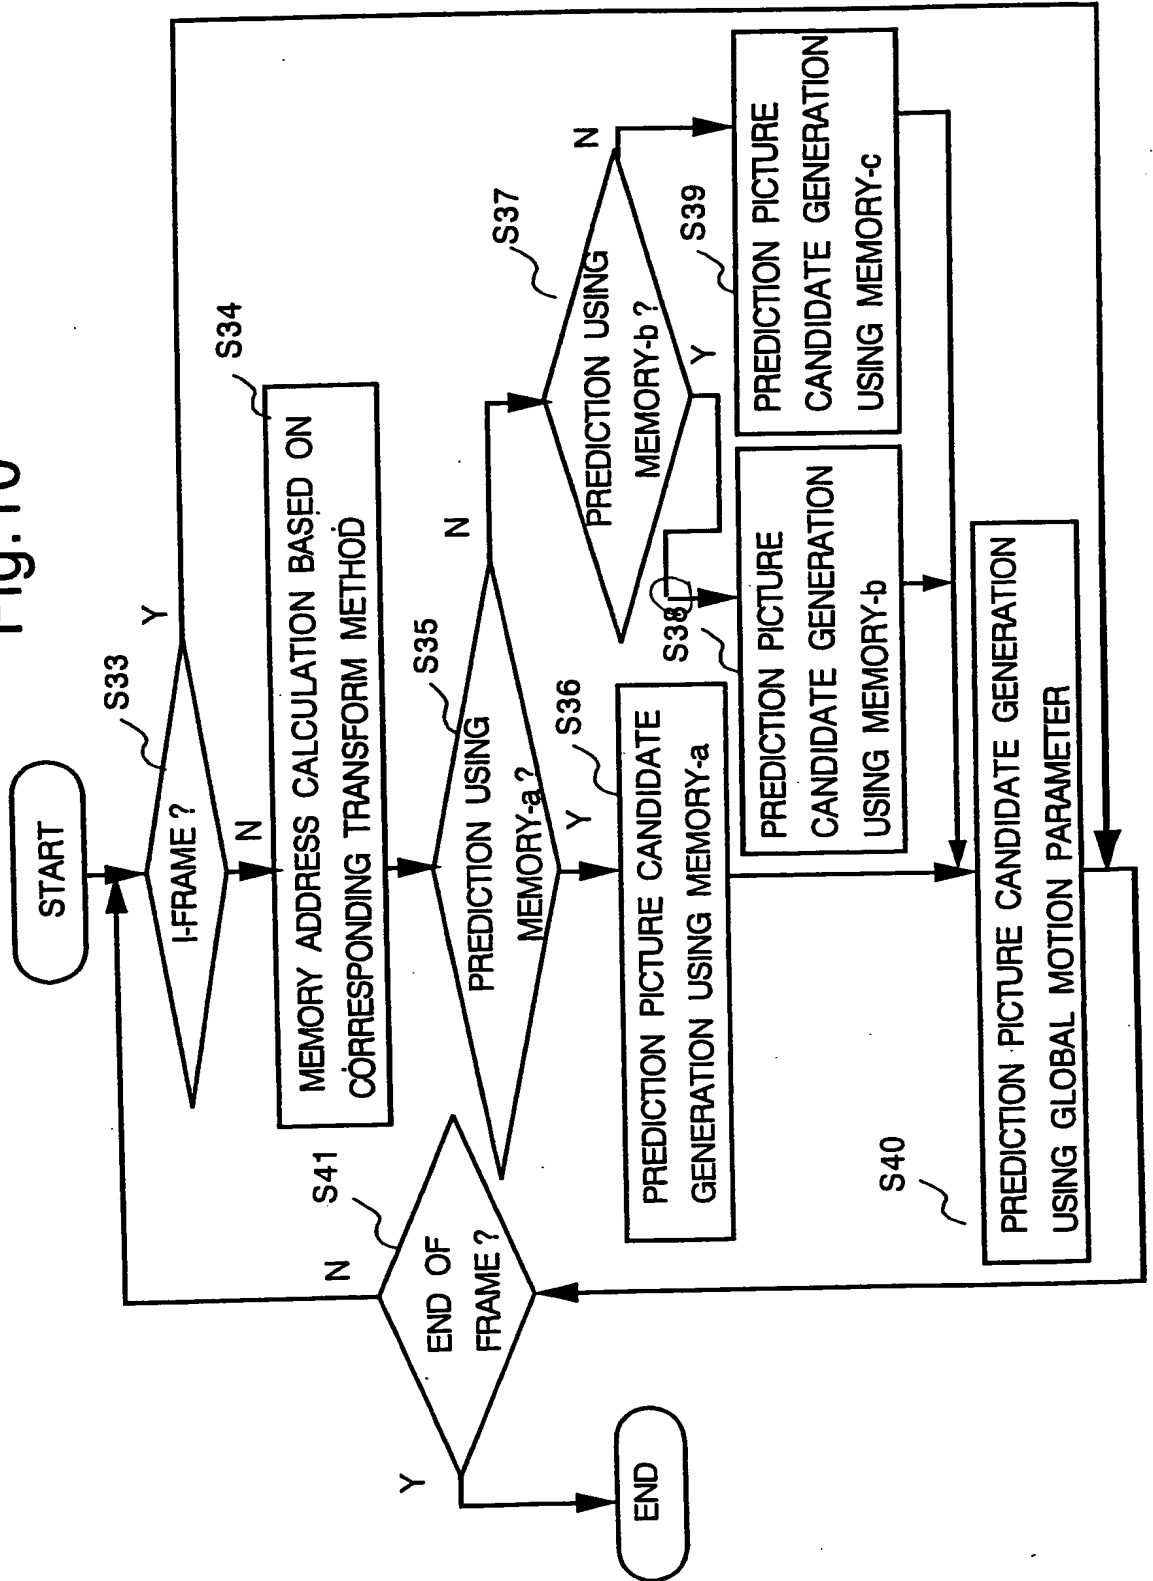 START
I-FRAME ?
S33
Y
N
MEMORY ADDRESS CALCULATION BASED ON
CORRESPONDING TRANSFORM METHOD
S34
PREDICTION USING
MEMORY-a ?
S35
N
Y
PREDICTION PICTURE CANDIDATE
GENERATION USING MEMORY-a
S36
PREDICTION USING
MEMORY-b ?
S37
N
Y
PREDICTION PICTURE
CANDIDATE GENERATION
USING MEMORY-b
S38
PREDICTION PICTURE
CANDIDATE GENERATION
USING MEMORY-c
S39
PREDICTION PICTURE CANDIDATE GENERATION
USING GLOBAL MOTION PARAMETER
S40
END OF
FRAME ?
S41
N
Y
END